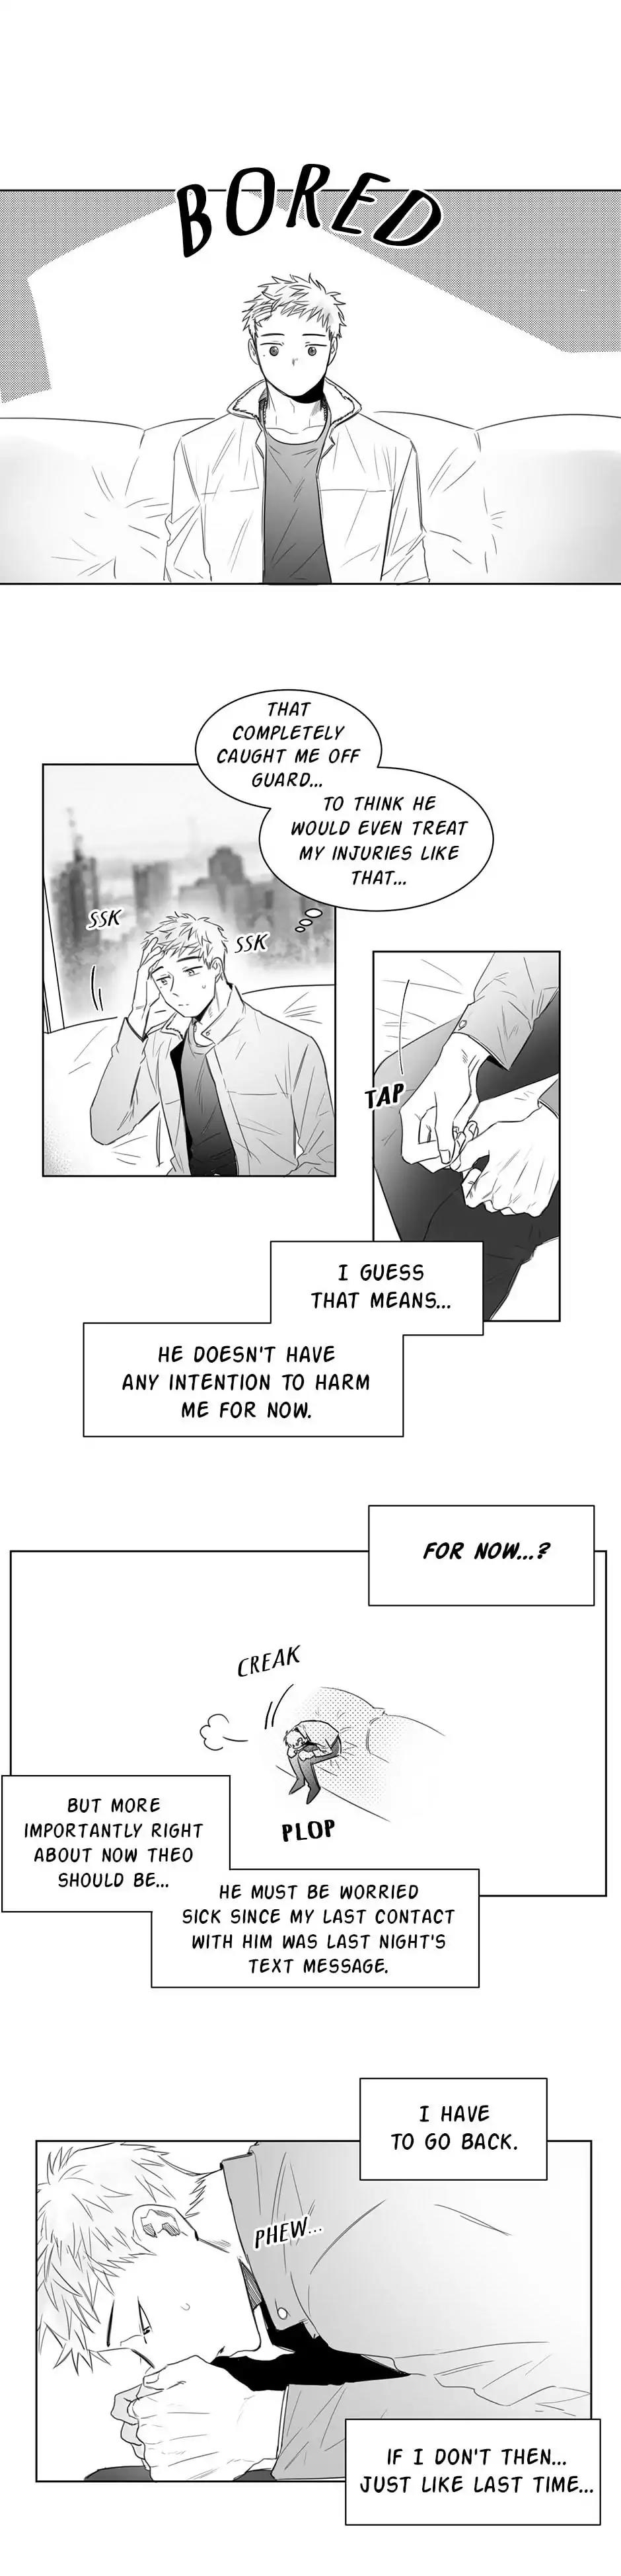 BORED
THAT
COMPLETELY
CAUGHT ME OFF
GUARD...
TO THINK HE
WOULD EVEN TREAT
MY INJURIES LIKE
THAT...
SSK
SSK
TAP
I GUESS
THAT MEANS...
HE DOESN'T HAVE
ANY INTENTION TO HARM
ME FOR NOW.
FOR NOW...?
CREAK
PLOP
BUT MORE
IMPORTANTLY RIGHT
ABOUT NOW THEO
SHOULD BE...
HE MUST BE WORRIED
SICK SINCE MY LAST CONTACT
WITH HIM WAS LAST NIGHT'S
TEXT MESSAGE.
I HAVE
TO GO BACK.
PHEW...
IF I DON'T THEN...
JUST LIKE LAST TIME...